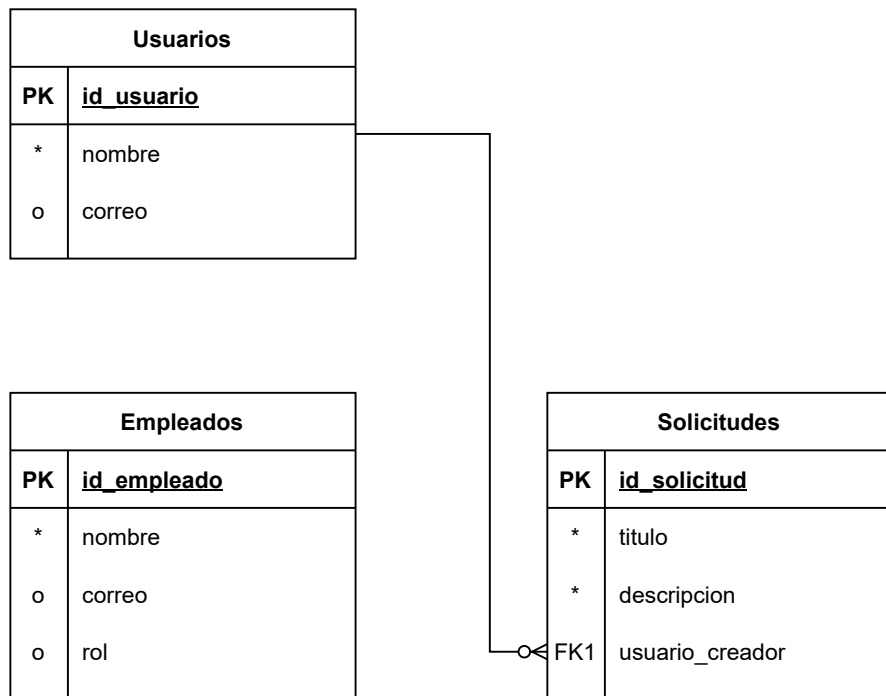 Usuarios
PK id_usuario
* nombre
o correo
Empleados
PK id_empleado
* nombre
o correo
o rol
Solicitudes
PK id_solicitud
* titulo
* descripcion
FK1 usuario_creador